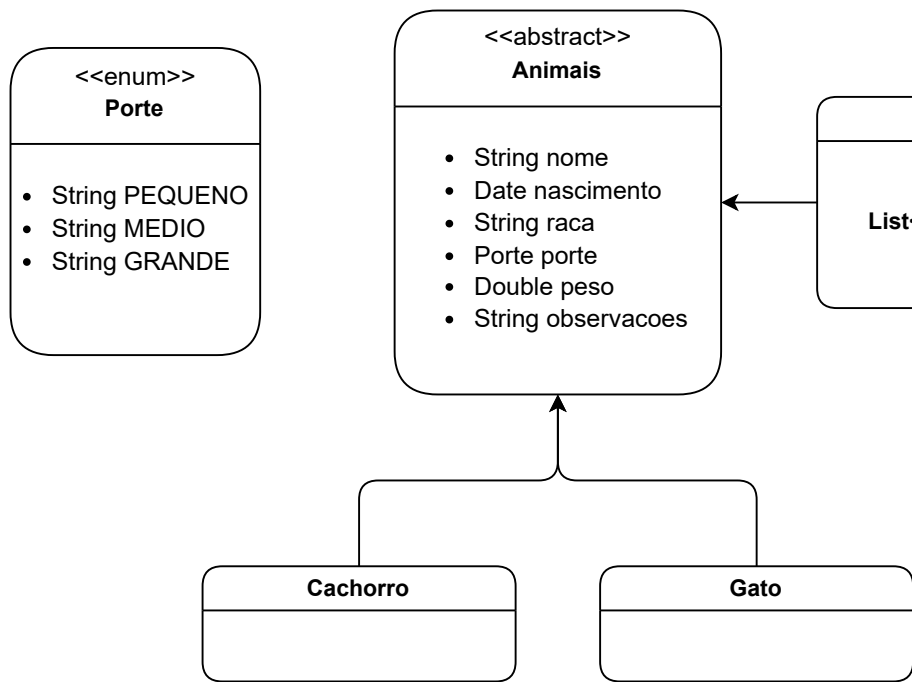 <<enum>>
Porte
String PEQUENO
String MEDIO
String GRANDE
<<abstract>>
Animais
String nome
Date nascimento
String raca
Porte porte
Double peso
String observacoes
List
Cachorro
Gato